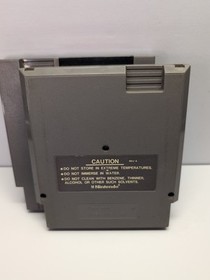 CAUTION
●DO NOT STORE IN EXTREME TEMPERATURES.
●DO NOT IMMERSE IN WATER.
●DO NOT CLEAN WITH BENZENE, THINNER,
ALCOHOL OR OTHER SUCH SOLVENTS.
Nintendo